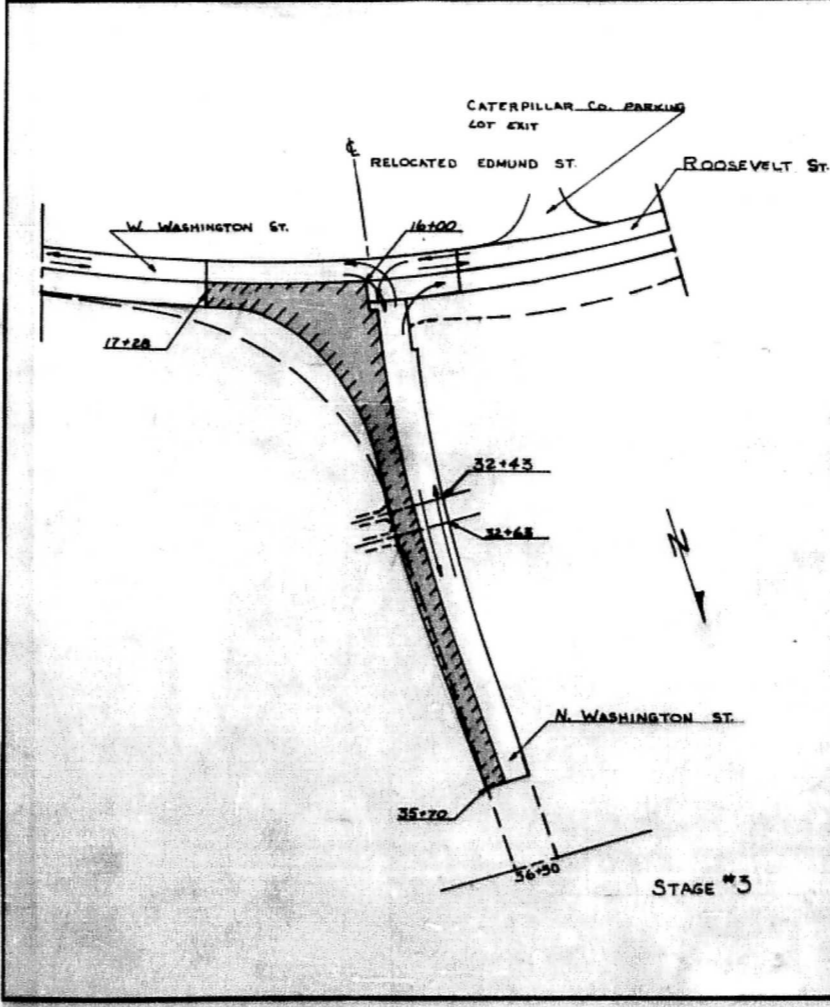 CATERPILLAR CO. PARKING
LOT EXIT
℄ RELOCATED EDMUND ST.
ROOSEVELT ST.
W. WASHINGTON ST.
16+00
17+28
32+43
32+63
N
N. WASHINGTON ST.
35+70
36+50
STAGE #3